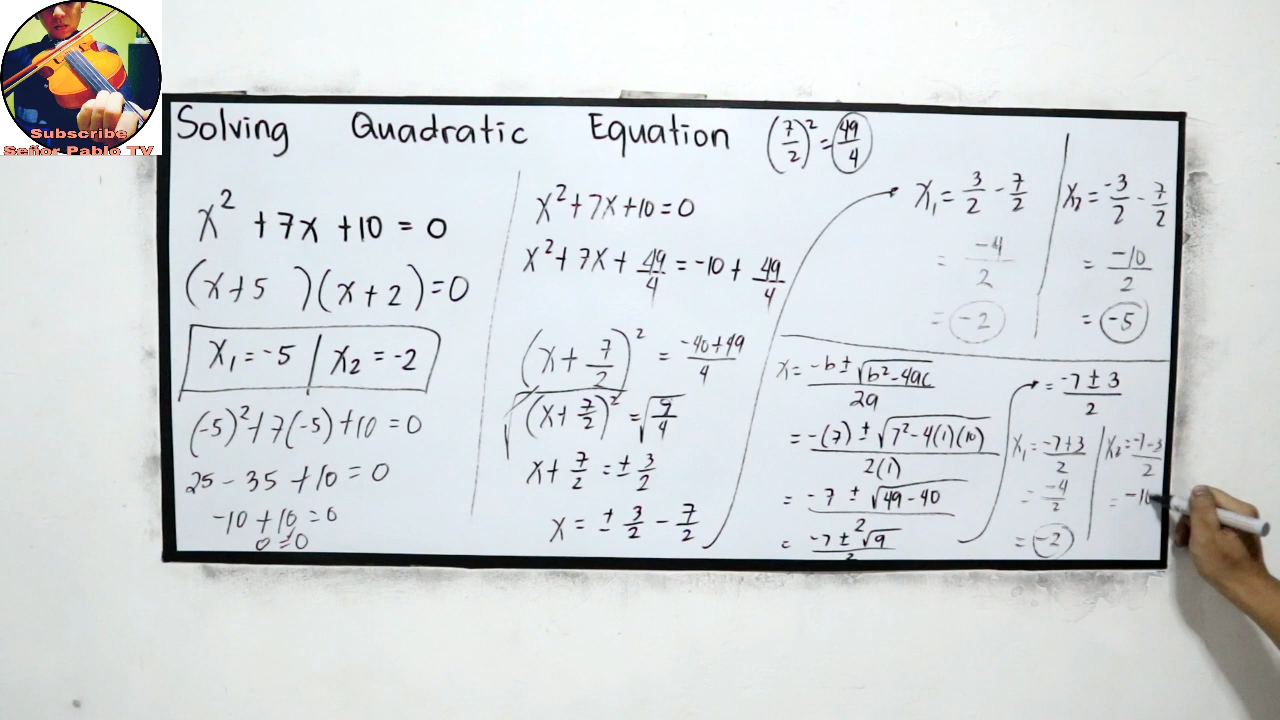 Subscribe
Señor Pablo TV
Solving Quadratic Equation
(7/2)² = 49/4
x² + 7x + 10 = 0
(x + 5 )(x + 2) = 0
x₁ = -5 | x₂ = -2
(-5)² + 7(-5) + 10 = 0
25 - 35 + 10 = 0
-10 + 10 = 0
0 = 0
x² + 7x + 10 = 0
x² + 7x + 49/4 = -10 + 49/4
(x + 7/2)² = (-40 + 49)/4
√(x + 7/2)² = √(9/4)
x + 7/2 = ± 3/2
x = ± 3/2 - 7/2
x₁ = 3/2 - 7/2
= -4/2
= -2
x₂ = -3/2 - 7/2
= -10/2
= -5
x = (-b ± √(b² - 4ac))/2a
= (-(7) ± √(7² - 4(1)(10)))/2(1)
= (-7 ± √(49 - 40))/2
= (-7 ± √9)/2
= (-7 ± 3)/2
x₁ = (-7 + 3)/2
= -4/2
= -2
x₂ = (-7 - 3)/2
= -10